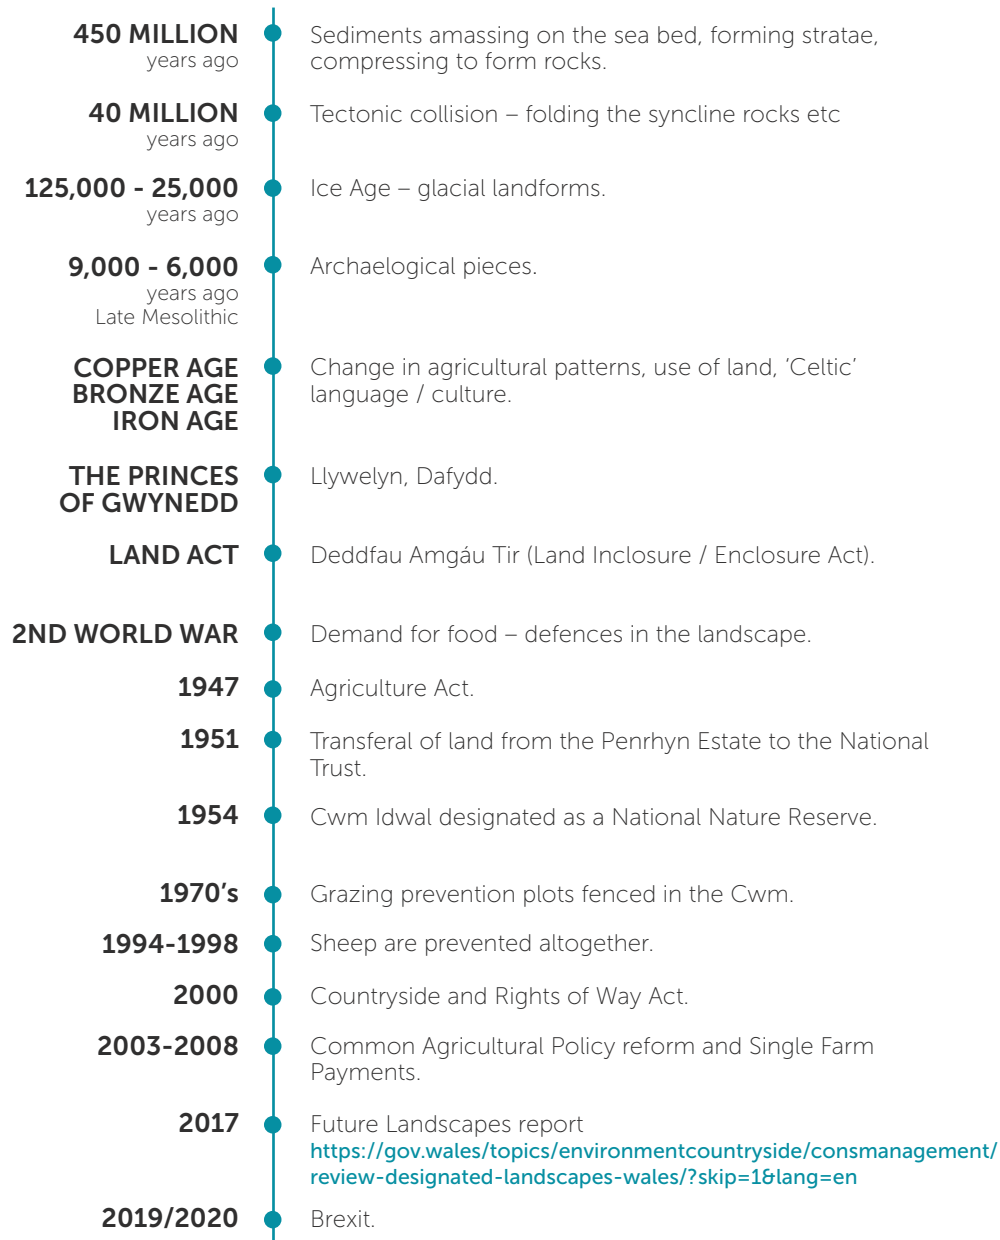 450 MILLION
years ago
Sediments amassing on the sea bed, forming stratae,
compressing to form rocks.
40 MILLION
years ago
Tectonic collision – folding the syncline rocks etc
125,000 - 25,000
years ago
Ice Age – glacial landforms.
9,000 - 6,000
years ago
Late Mesolithic
Archaelogical pieces.
COPPER AGE
BRONZE AGE
IRON AGE
Change in agricultural patterns, use of land, ‘Celtic’
language / culture.
THE PRINCES
OF GWYNEDD
Llywelyn, Dafydd.
LAND ACT
Deddfau Amgáu Tir (Land Inclosure / Enclosure Act).
2ND WORLD WAR
Demand for food – defences in the landscape.
1947
Agriculture Act.
1951
Transferal of land from the Penrhyn Estate to the National
Trust.
1954
Cwm Idwal designated as a National Nature Reserve.
1970’s
Grazing prevention plots fenced in the Cwm.
1994-1998
Sheep are prevented altogether.
2000
Countryside and Rights of Way Act.
2003-2008
Common Agricultural Policy reform and Single Farm
Payments.
2017
Future Landscapes report
https://gov.wales/topics/environmentcountryside/consmanagement/
review-designated-landscapes-wales/?skip=1&lang=en
2019/2020
Brexit.